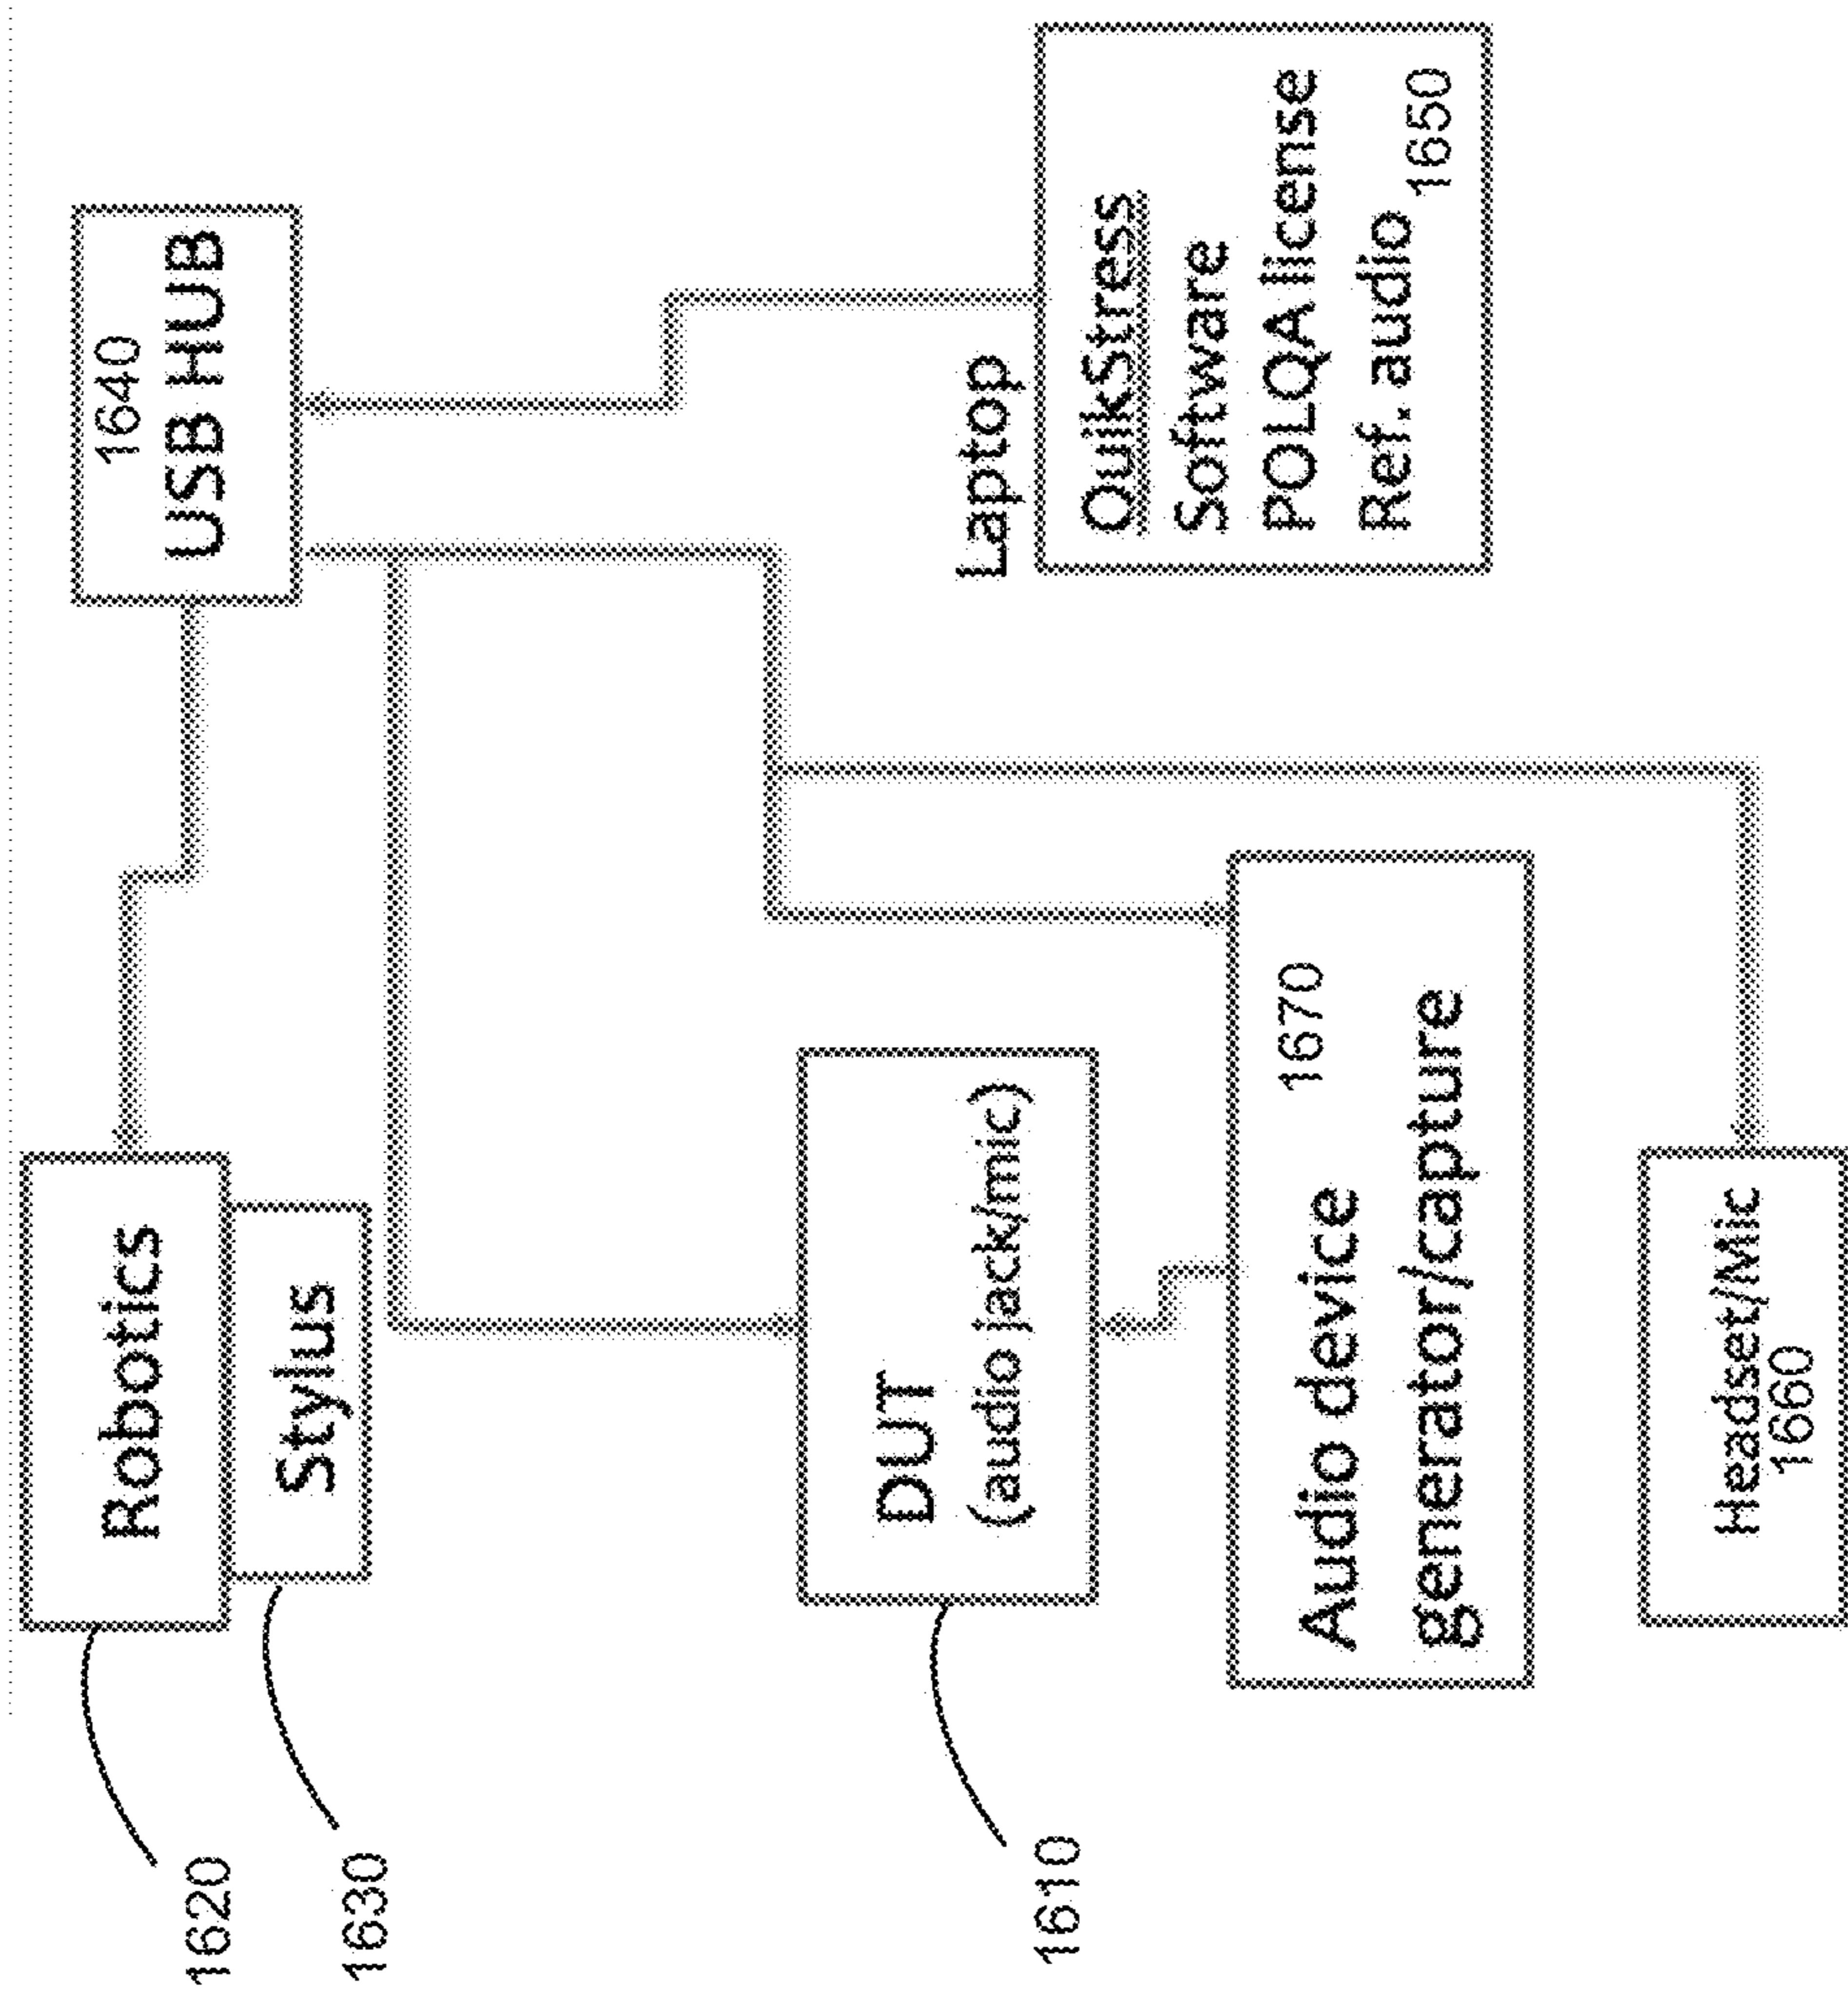 1620
Robotics
1630
Stylus
1640
USB HUB
1610
DUT
(audio jack/mic)
Laptop
QuikStress
Software
POLQA license
Ref. audio
1650
1670
Audio device
generator/capture
Headset/Mic
1660